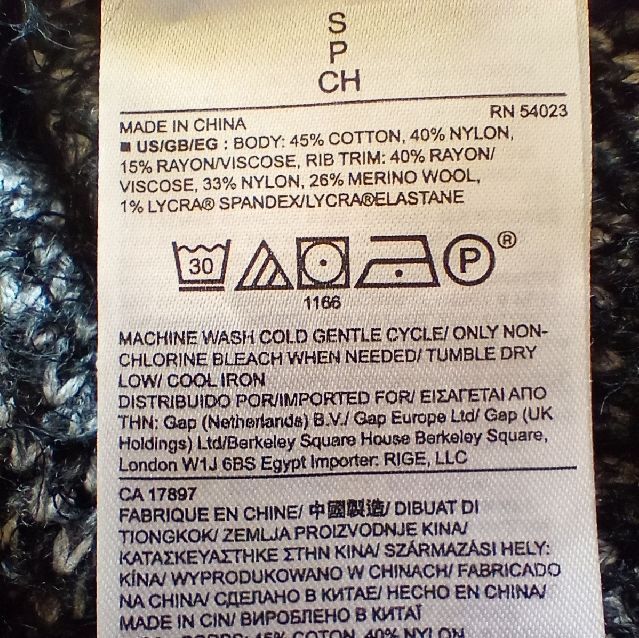 S
P
CH
RN 54023
MADE IN CHINA
■ US/GB/EG : BODY: 45% COTTON, 40% NYLON,
15% RAYON/VISCOSE, RIB TRIM: 40% RAYON/
VISCOSE, 33% NYLON, 26% MERINO WOOL,
1% LYCRA® SPANDEX/LYCRA®ELASTANE
30 P ®
1166
MACHINE WASH COLD GENTLE CYCLE/ ONLY NON-
CHLORINE BLEACH WHEN NEEDED/ TUMBLE DRY
LOW/ COOL IRON
DISTRIBUIDO POR/IMPORTED FOR/ ΕΙΣΑΓΕΤΑΙ ΑΠΟ
THN: Gap (Netherlands) B.V./ Gap Europe Ltd/ Gap (UK
Holdings) Ltd/Berkeley Square House Berkeley Square,
London W1J 6BS Egypt Importer: RIGE, LLC
CA 17897
FABRIQUE EN CHINE/ 中國製造/ DIBUAT DI
TIONGKOK/ ZEMLJA PROIZVODNJE KINA/
ΚΑΤΑΣΚΕΥΑΣΤΗΚΕ ΣΤΗΝ ΚΙΝΑ/ SZÁRMAZÁSI HELY:
KÍNA/ WYPRODUKOWANO W CHINACH/ FABRICADO
NA CHINA/ СДЕЛАНО В КИТАЕ/ HECHO EN CHINA/
MADE IN CIN/ ВИРОБЛЕНО В КИТАЇ
45% COTON, 40% NYLON